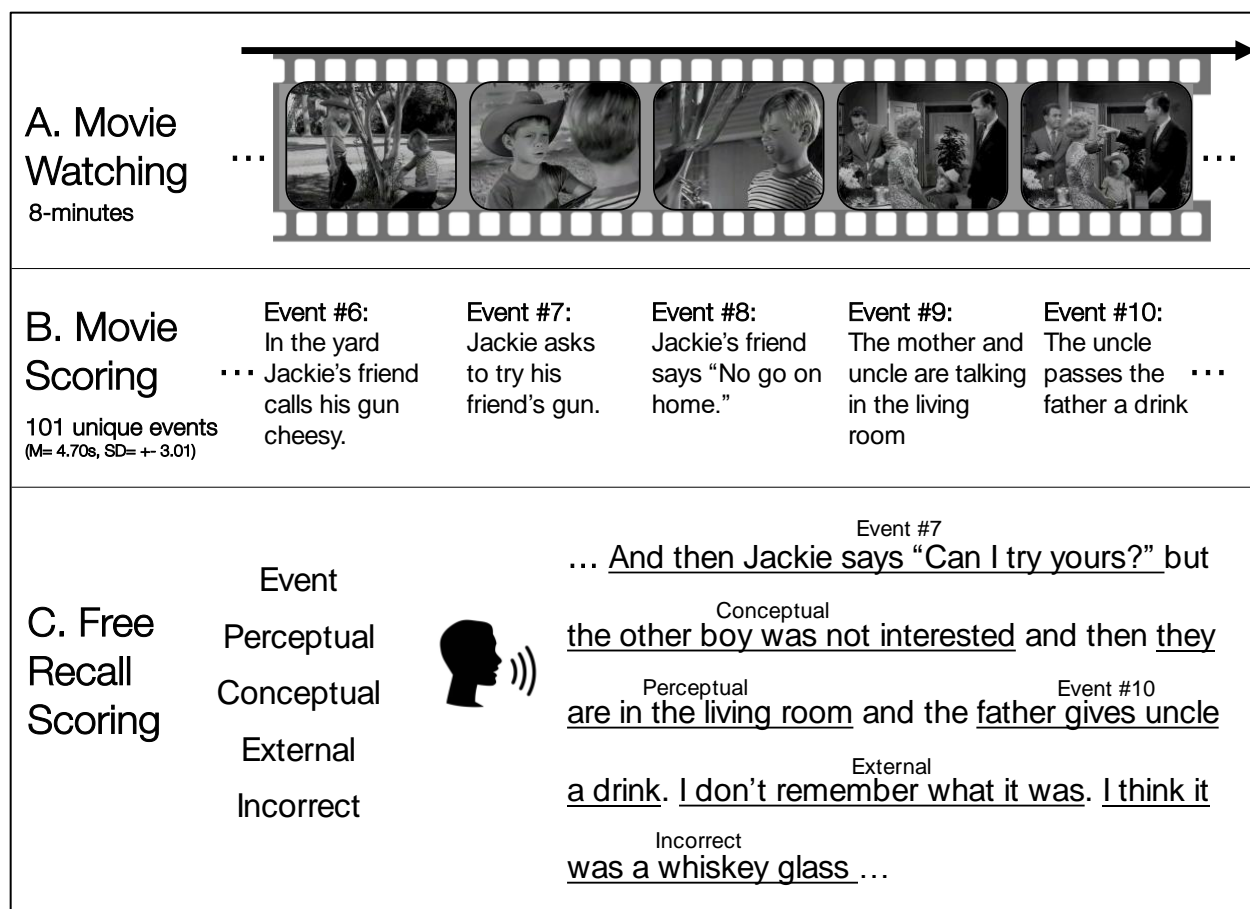 A. Movie
Watching
8-minutes
...
...
B. Movie
Scoring
101 unique events
(M= 4.70s, SD= +- 3.01)
...
Event #6:
In the yard
Jackie's friend
calls his gun
cheesy.
Event #7:
Jackie asks
to try his
friend's gun.
Event #8:
Jackie's friend
says “No go on
home.”
Event #9:
The mother and
uncle are talking
in the living
room
Event #10:
The uncle
passes the
father a drink
...
C. Free
Recall
Scoring
Event
Perceptual
Conceptual
External
Incorrect
Event #7
... And then Jackie says “Can I try yours?” but
Conceptual
the other boy was not interested and then they
Perceptual Event #10
are in the living room and the father gives uncle
External
a drink. I don't remember what it was. I think it
Incorrect
was a whiskey glass ...